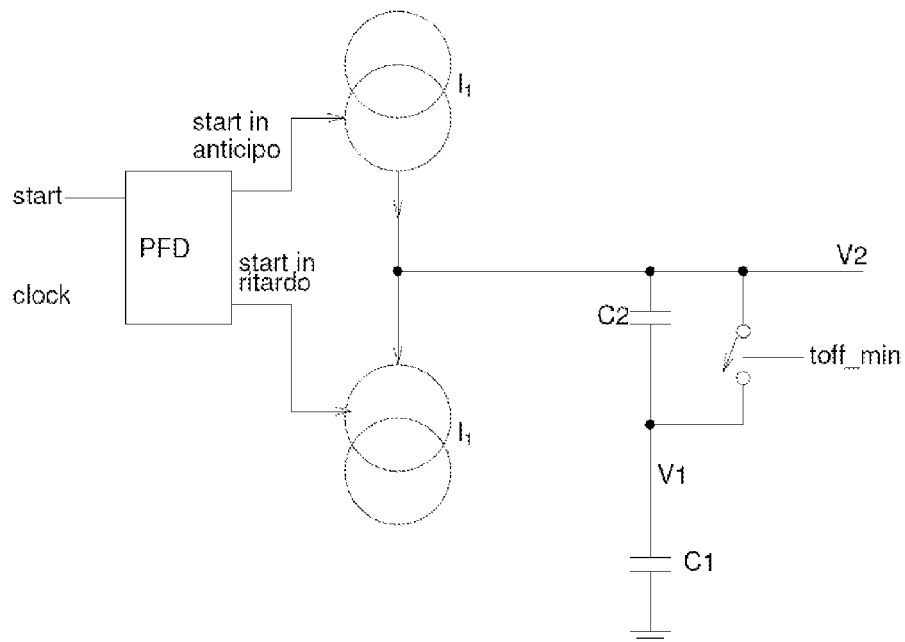 I₁
start in
anticipo
start
PFD
start in
ritardo
clock
V2
C2
toff_min
I₁
V1
C1